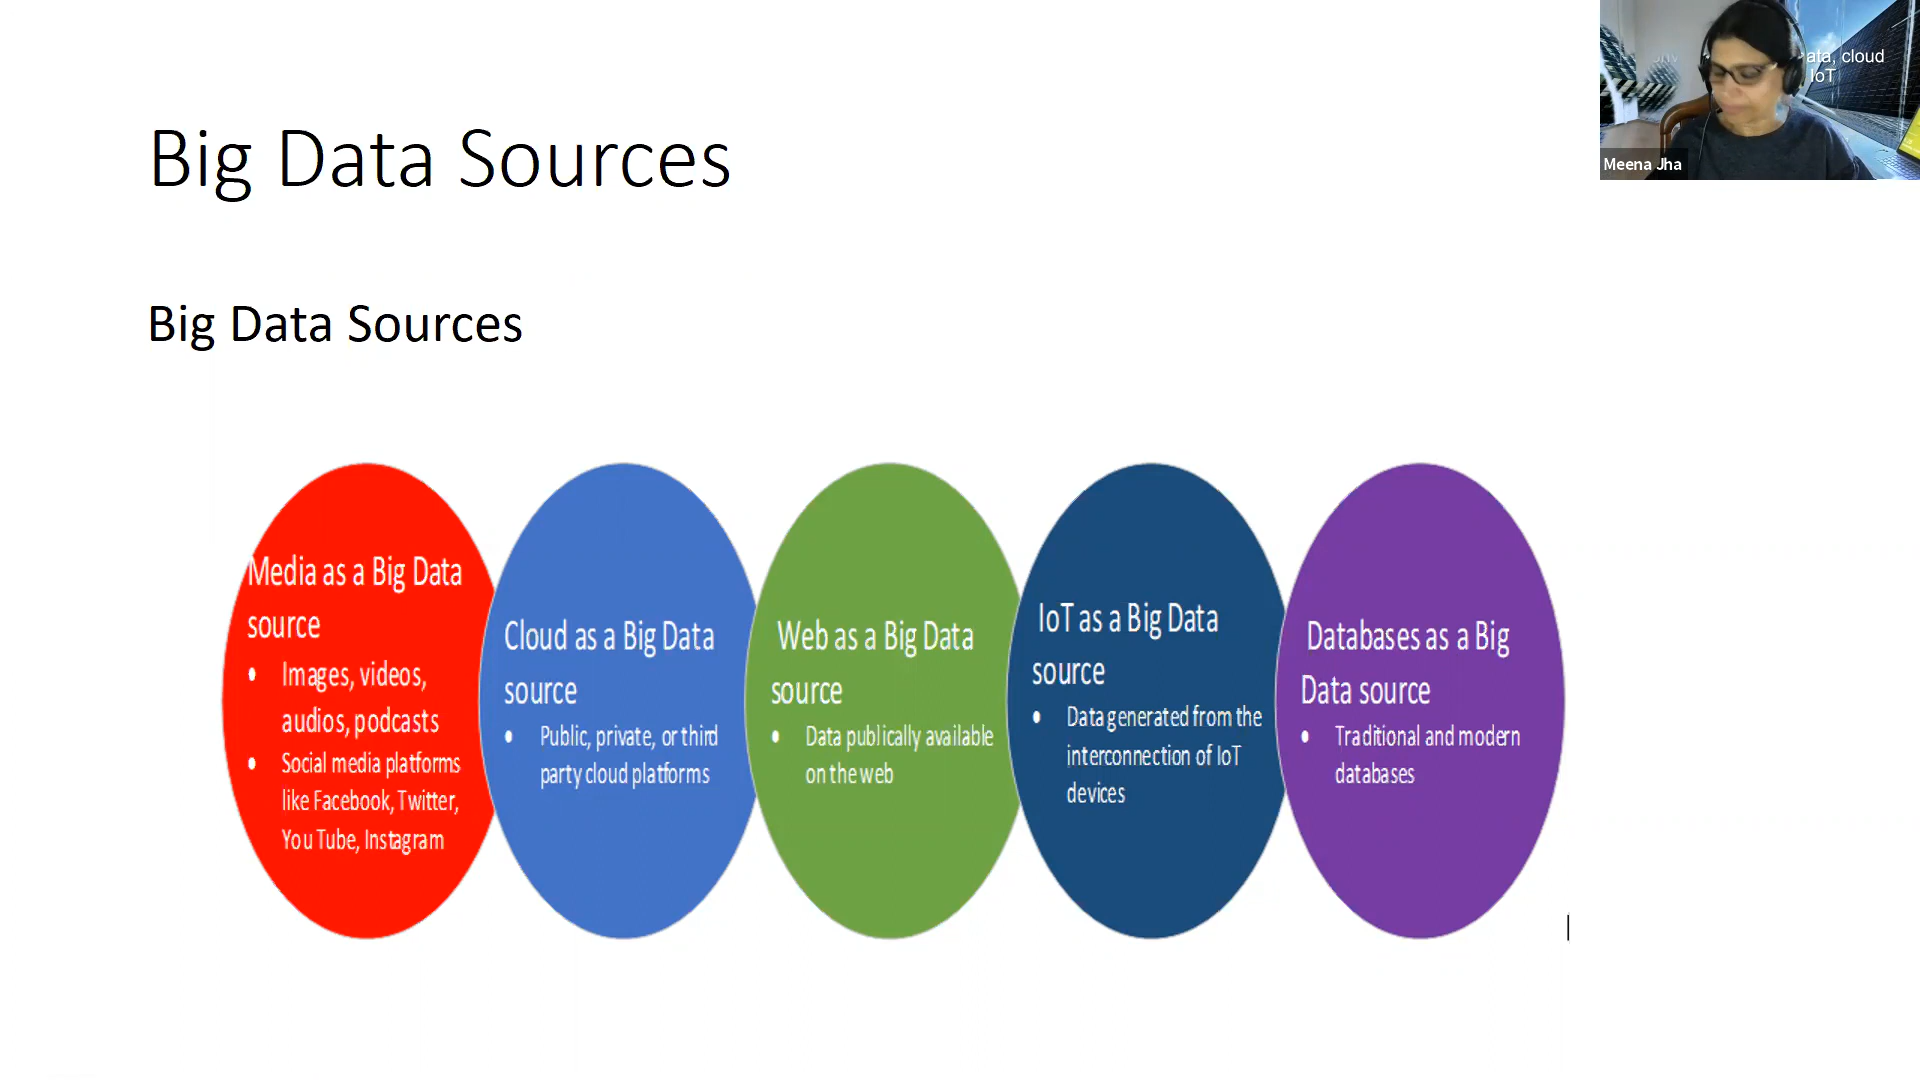 ata, cloud
IoT
Meena Jha
Big Data Sources
Big Data Sources
Media as a Big Data
source
• Images, videos,
audios, podcasts
• Social media platforms
like Facebook, Twitter,
You Tube, Instagram
Cloud as a Big Data
source
• Public, private, or third
party cloud platforms
Web as a Big Data
source
• Data publically available
on the web
IoT as a Big Data
source
• Data generated from the
interconnection of IoT
devices
Databases as a Big
Data source
• Traditional and modern
databases